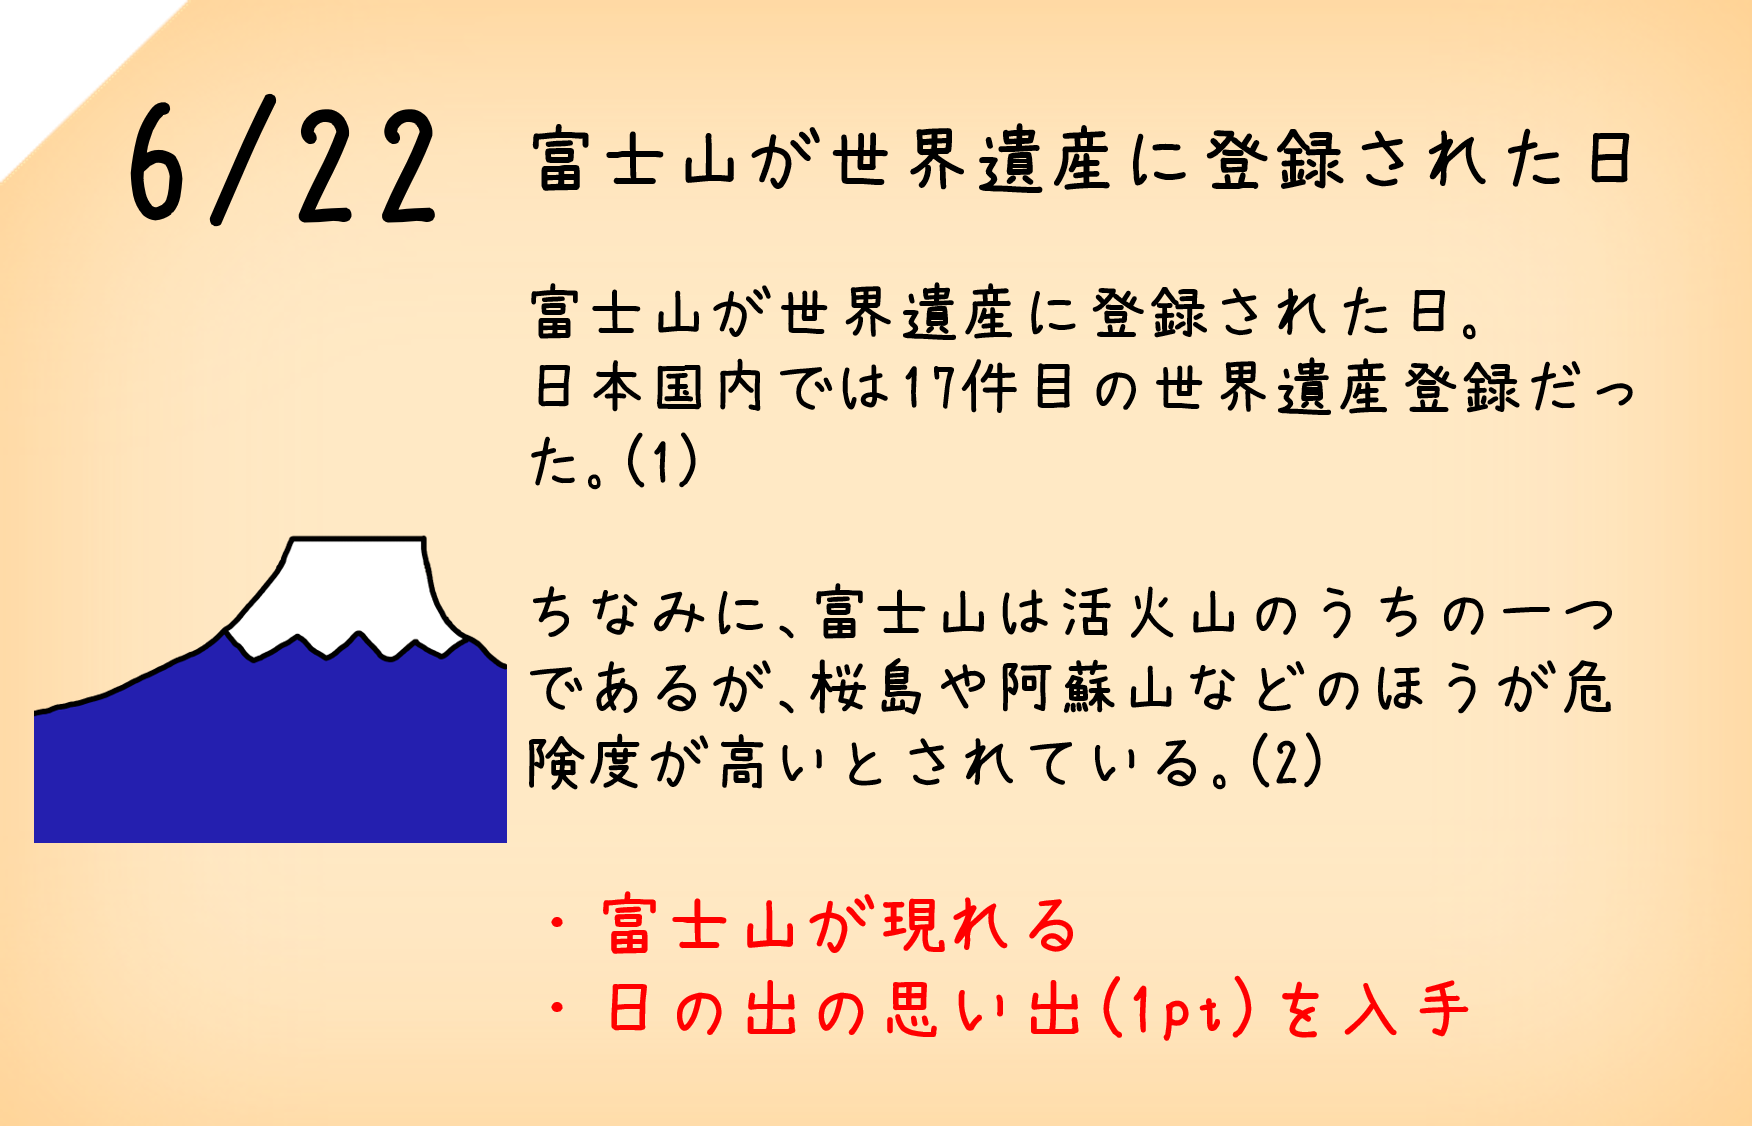 6/22
富士山が世界遺産に登録された日
富士山が世界遺産に登録された日。
日本国内では17件目の世界遺産登録だっ
た。(1)
ちなみに、富士山は活火山のうちの一つ
であるが、桜島や阿蘇山などのほうが危
険度が高いとされている。(2)
・富士山が現れる
・日の出の思い出(1pt)を入手